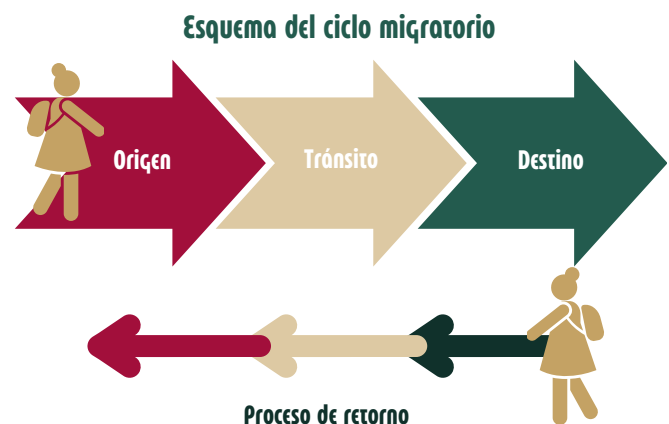 Esquema del ciclo migratorio
Origen
Tránsito
Destino
Proceso de retorno